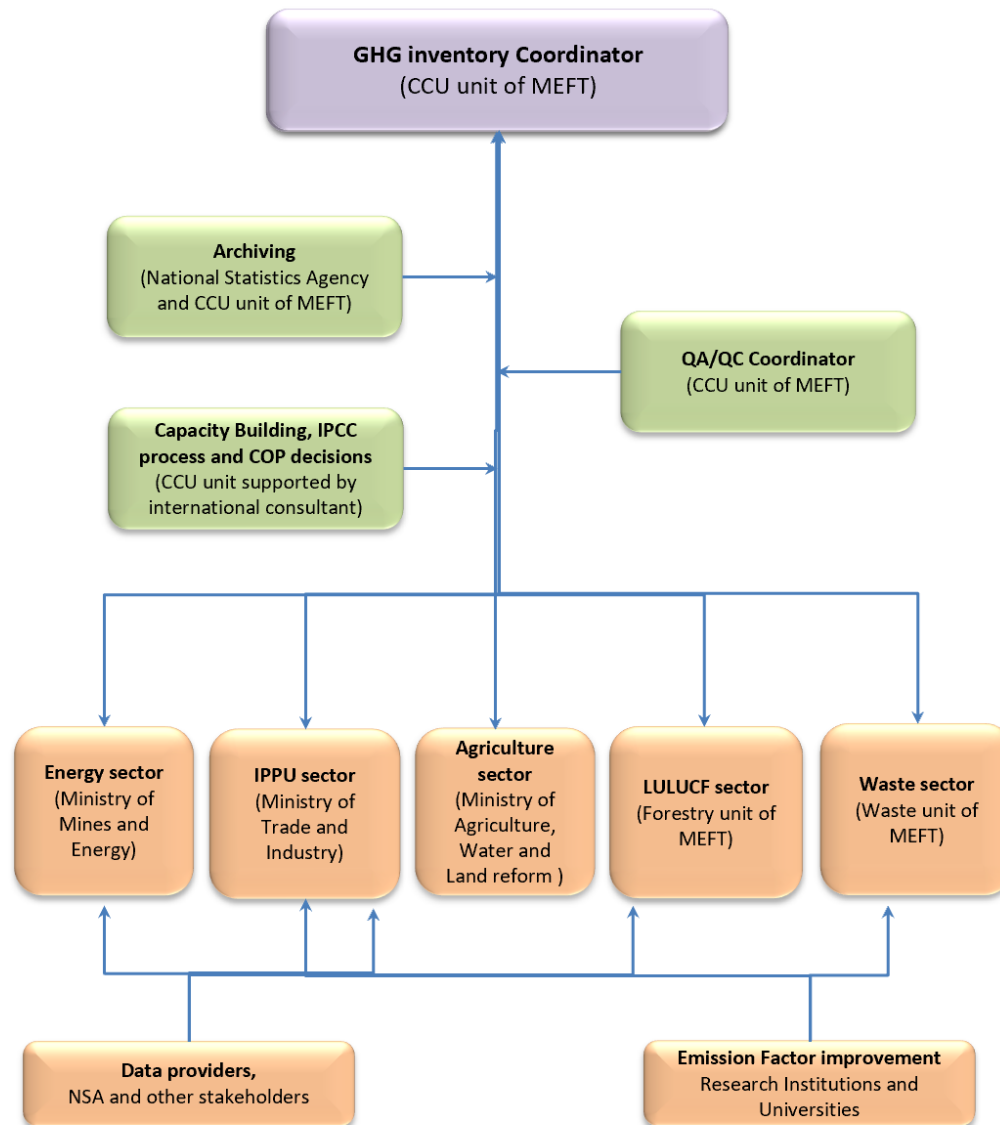 GHG inventory Coordinator
(CCU unit of MEFT)
Archiving
(National Statistics Agency
and CCU unit of MEFT)
QA/QC Coordinator
(CCU unit of MEFT)
Capacity Building, IPCC
process and COP decisions
(CCU unit supported by
international consultant)
Energy sector
(Ministry of
Mines and
Energy)
IPPU sector
(Ministry of
Trade and
Industry)
Agriculture
sector
(Ministry of
Agriculture,
Water and
Land reform )
LULUCF sector
(Forestry unit of
MEFT)
Waste sector
(Waste unit of
MEFT)
Data providers,
NSA and other stakeholders
Emission Factor improvement
Research Institutions and
Universities